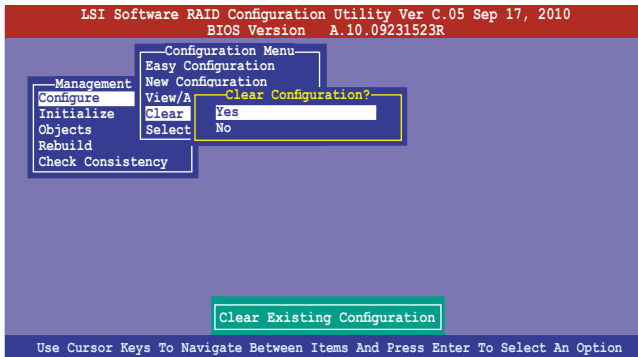 LSI Software RAID Configuration Utility Ver C.05 Sep 17, 2010
BIOS Version A.10.09231523R
Configuration Menu
Easy Configuration
New Configuration
View/A
Clear
Select
Management
Configure
Initialize
Objects
Rebuild
Check Consistency
Clear Configuration?
Yes
No
Clear Existing Configuration
Use Cursor Keys To Navigate Between Items And Press Enter To Select An Option